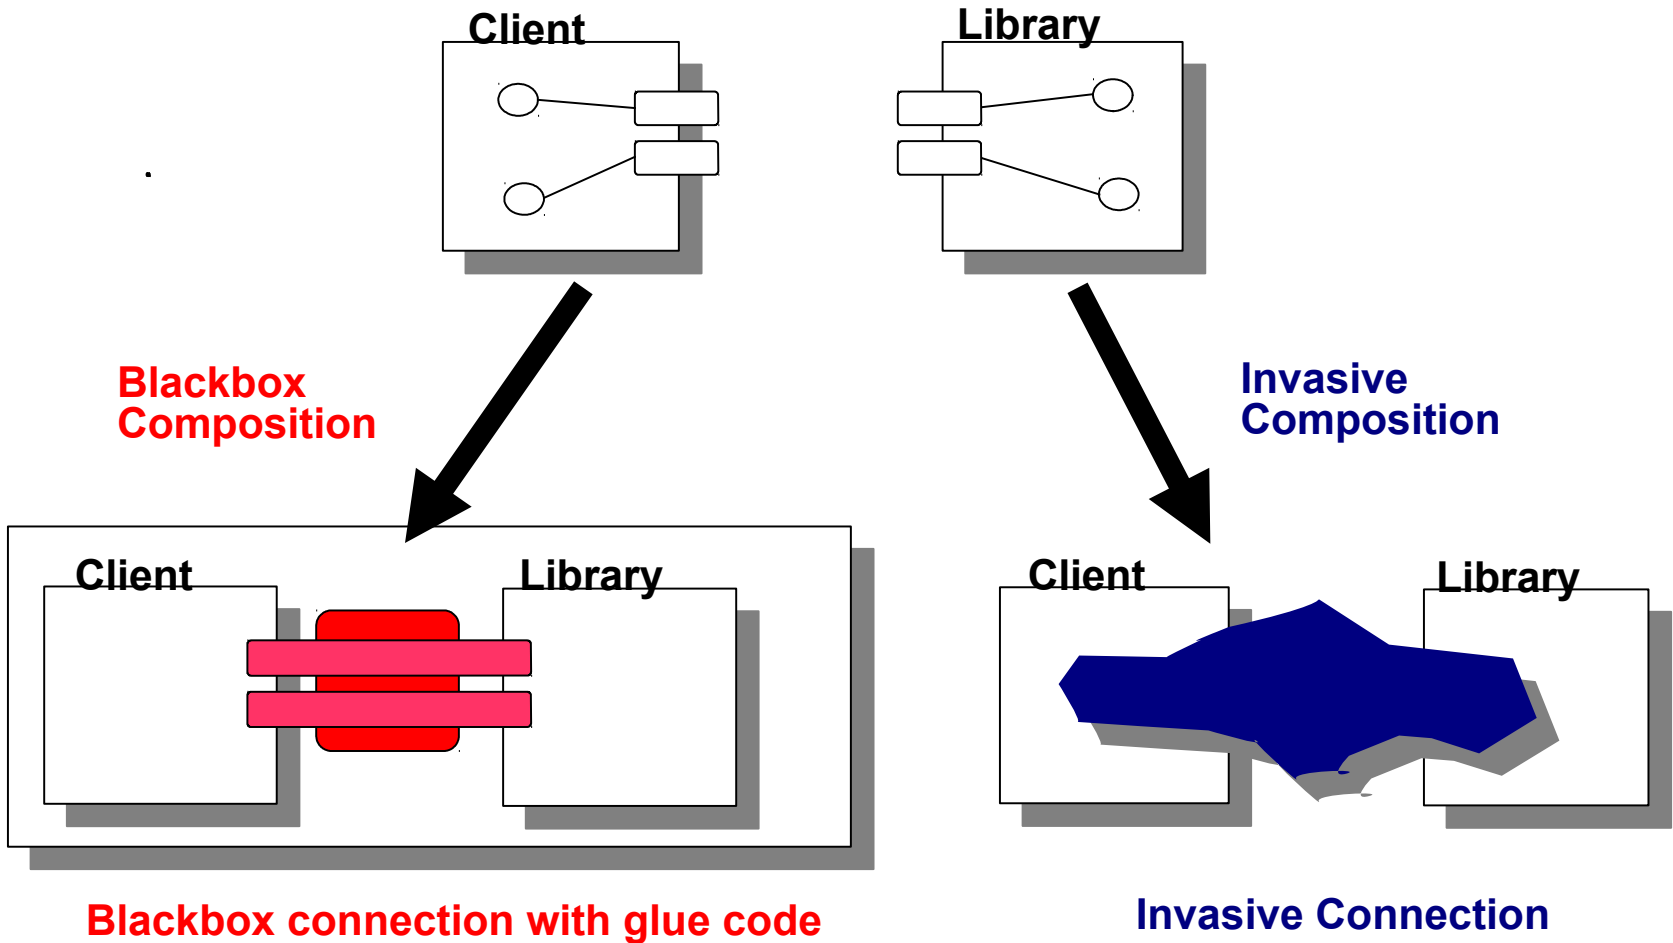 Client
Library
Blackbox
Composition
Invasive
Composition
Client
Library
Client
Library
Blackbox connection with glue code
Invasive Connection